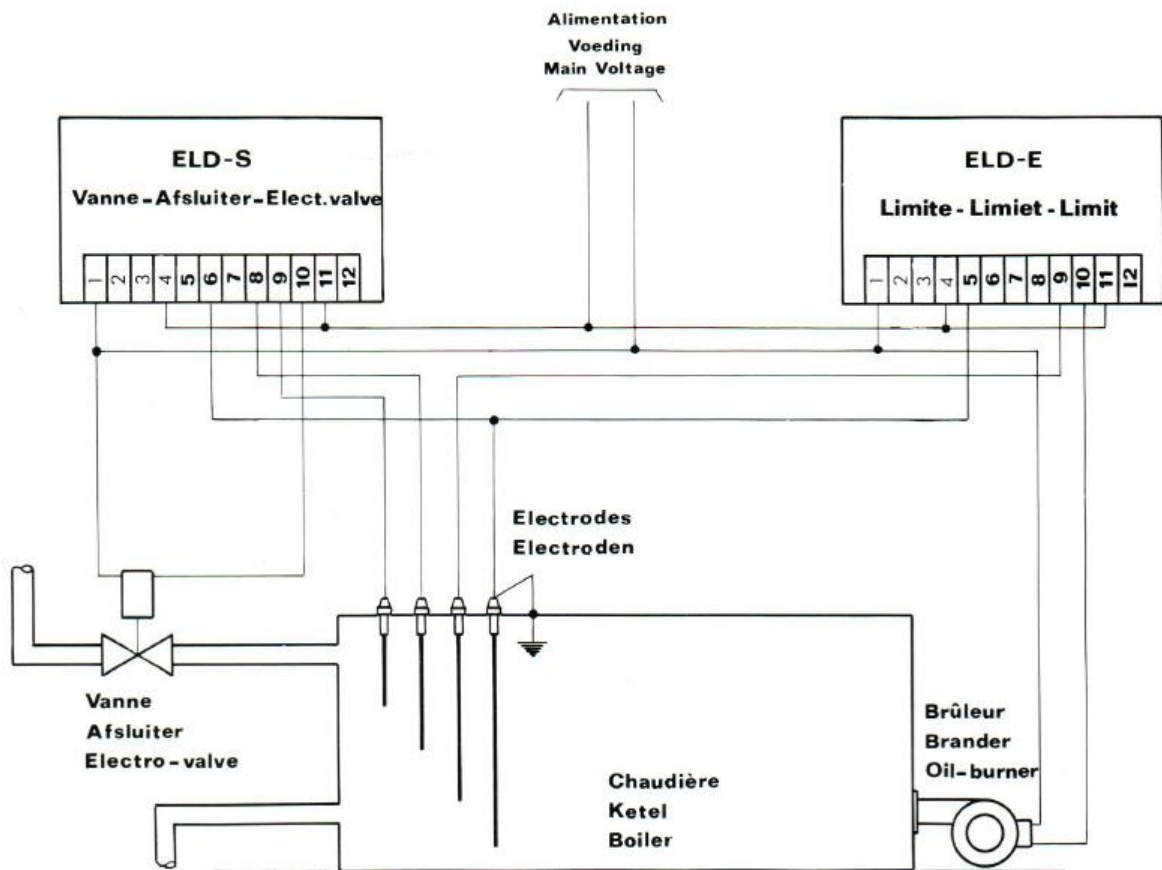 Alimentation
Voeding
Main Voltage
ELD-S
Vanne-Afsluiter-Elect.valve
1 2 3 4 5 6 7 8 9 10 11 12
ELD-E
Limite - Limiet - Limit
1 2 3 4 5 6 7 8 9 10 11 12
Electrodes
Electroden
Vanne
Afsluiter
Electro-valve
Chaudière
Ketel
Boiler
Brûleur
Brander
Oil-burner